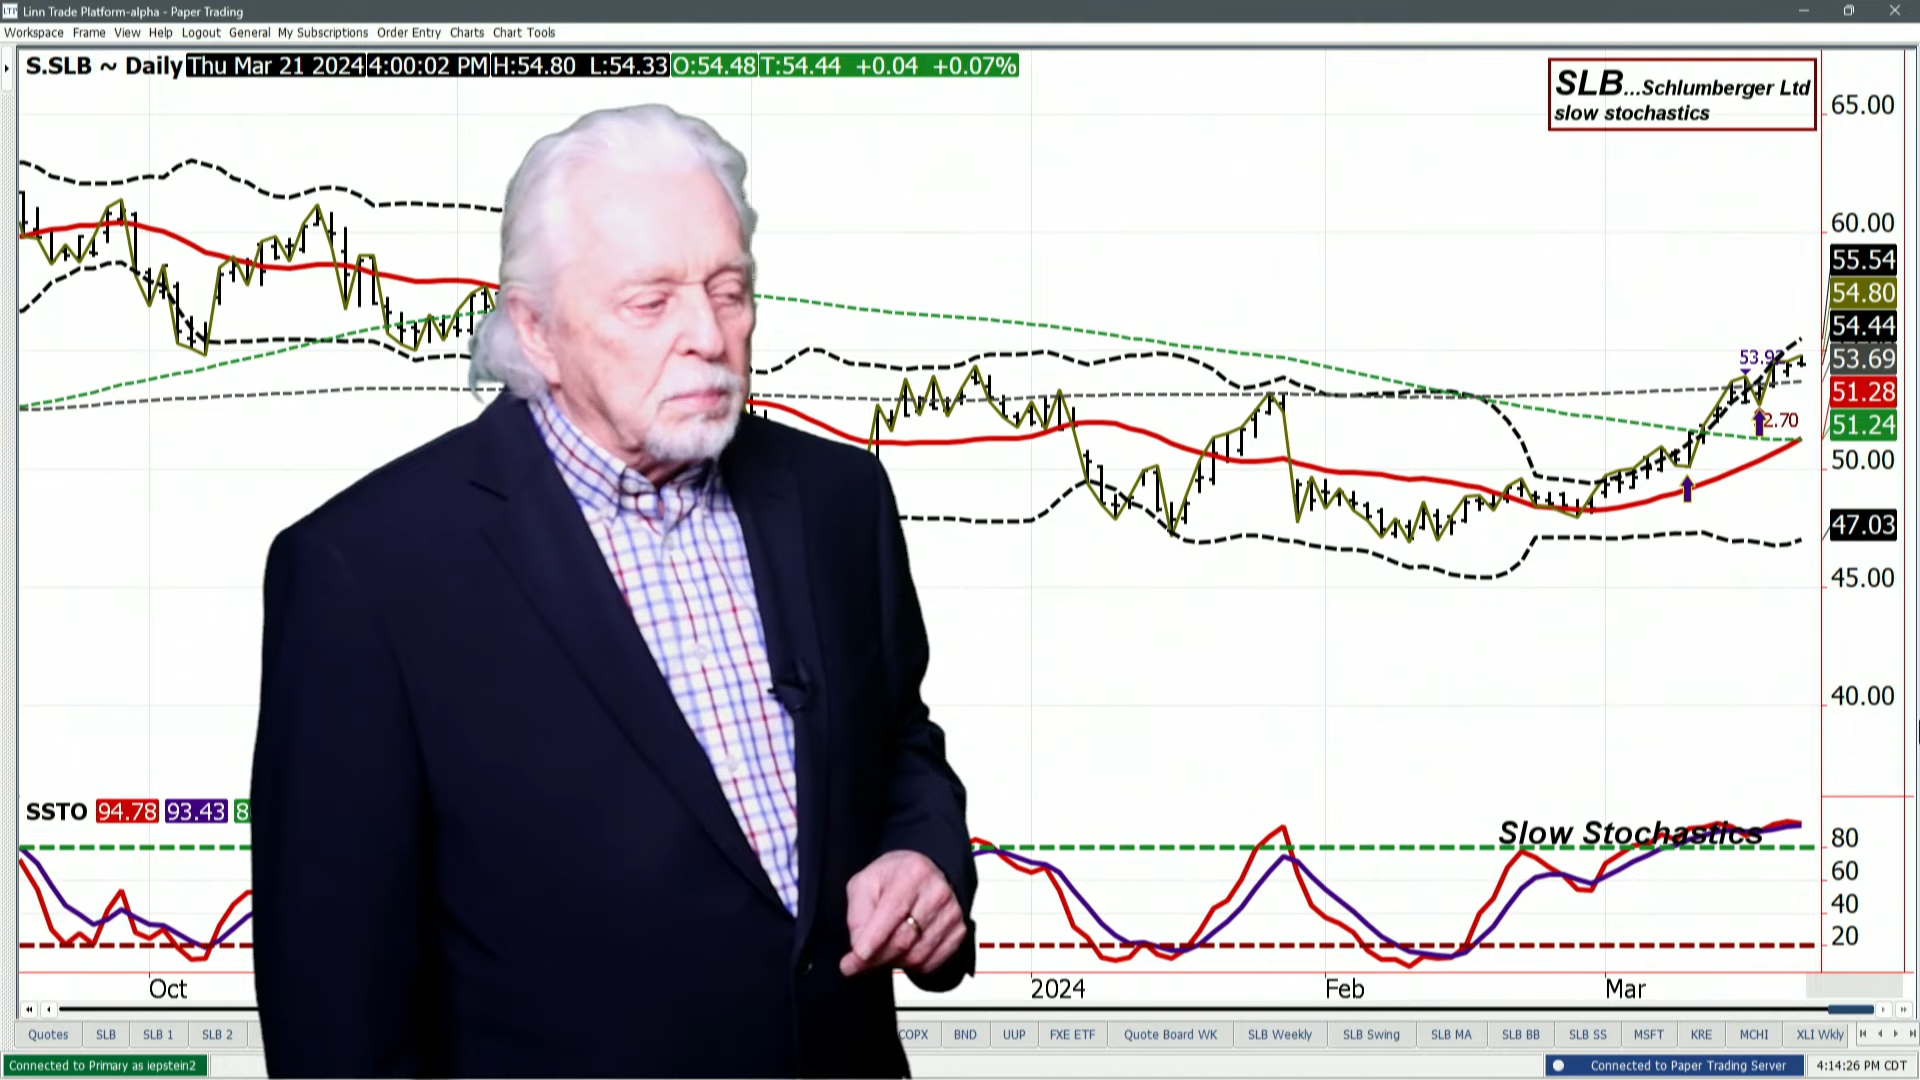 Linn Trade Platform-alpha - Paper Trading
Workspace Frame View Help Logout General My Subscriptions Order Entry Charts Chart Tools
S.SLB ~ Daily Thu Mar 21 2024 4:00:02 PM H:54.80 L:54.33 O:54.48 T:54.44 +0.04 +0.07%
SLB...Schlumberger Ltd
slow stochastics
65.00
60.00
55.54
54.80
54.44
53.69
51.28
51.24
50.00
47.03
45.00
40.00
SSTO 94.78 93.43 8
Slow Stochastics
80
60
40
20
Oct 2024 Feb Mar
Quotes SLB SLB 1 SLB 2 COPX BND UUP FXE ETF Quote Board WK SLB Weekly SLB Swing SLB MA SLB BB SLB SS MSFT KRE MCHI XLI Wkly
Connected to Primary as iepstein2 Connected to Paper Trading Server 4:14:26 PM CDT